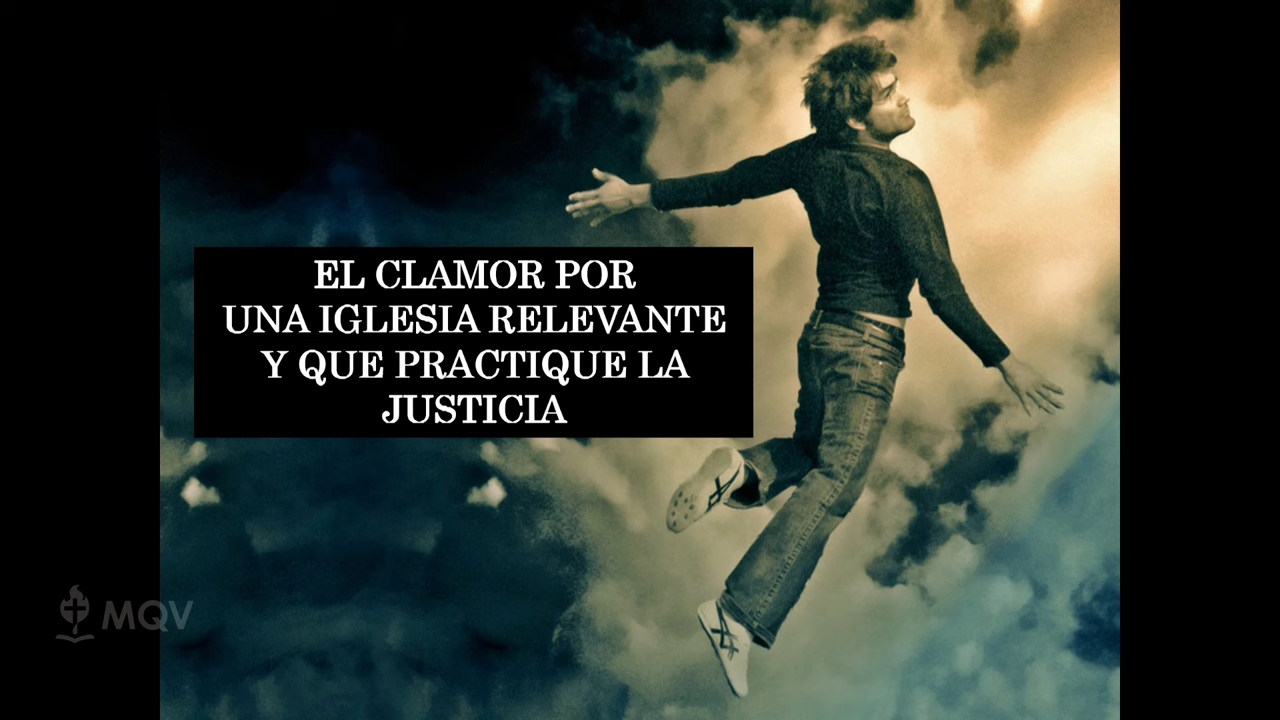 EL CLAMOR POR
UNA IGLESIA RELEVANTE
Y QUE PRACTIQUE LA
JUSTICIA
MQV